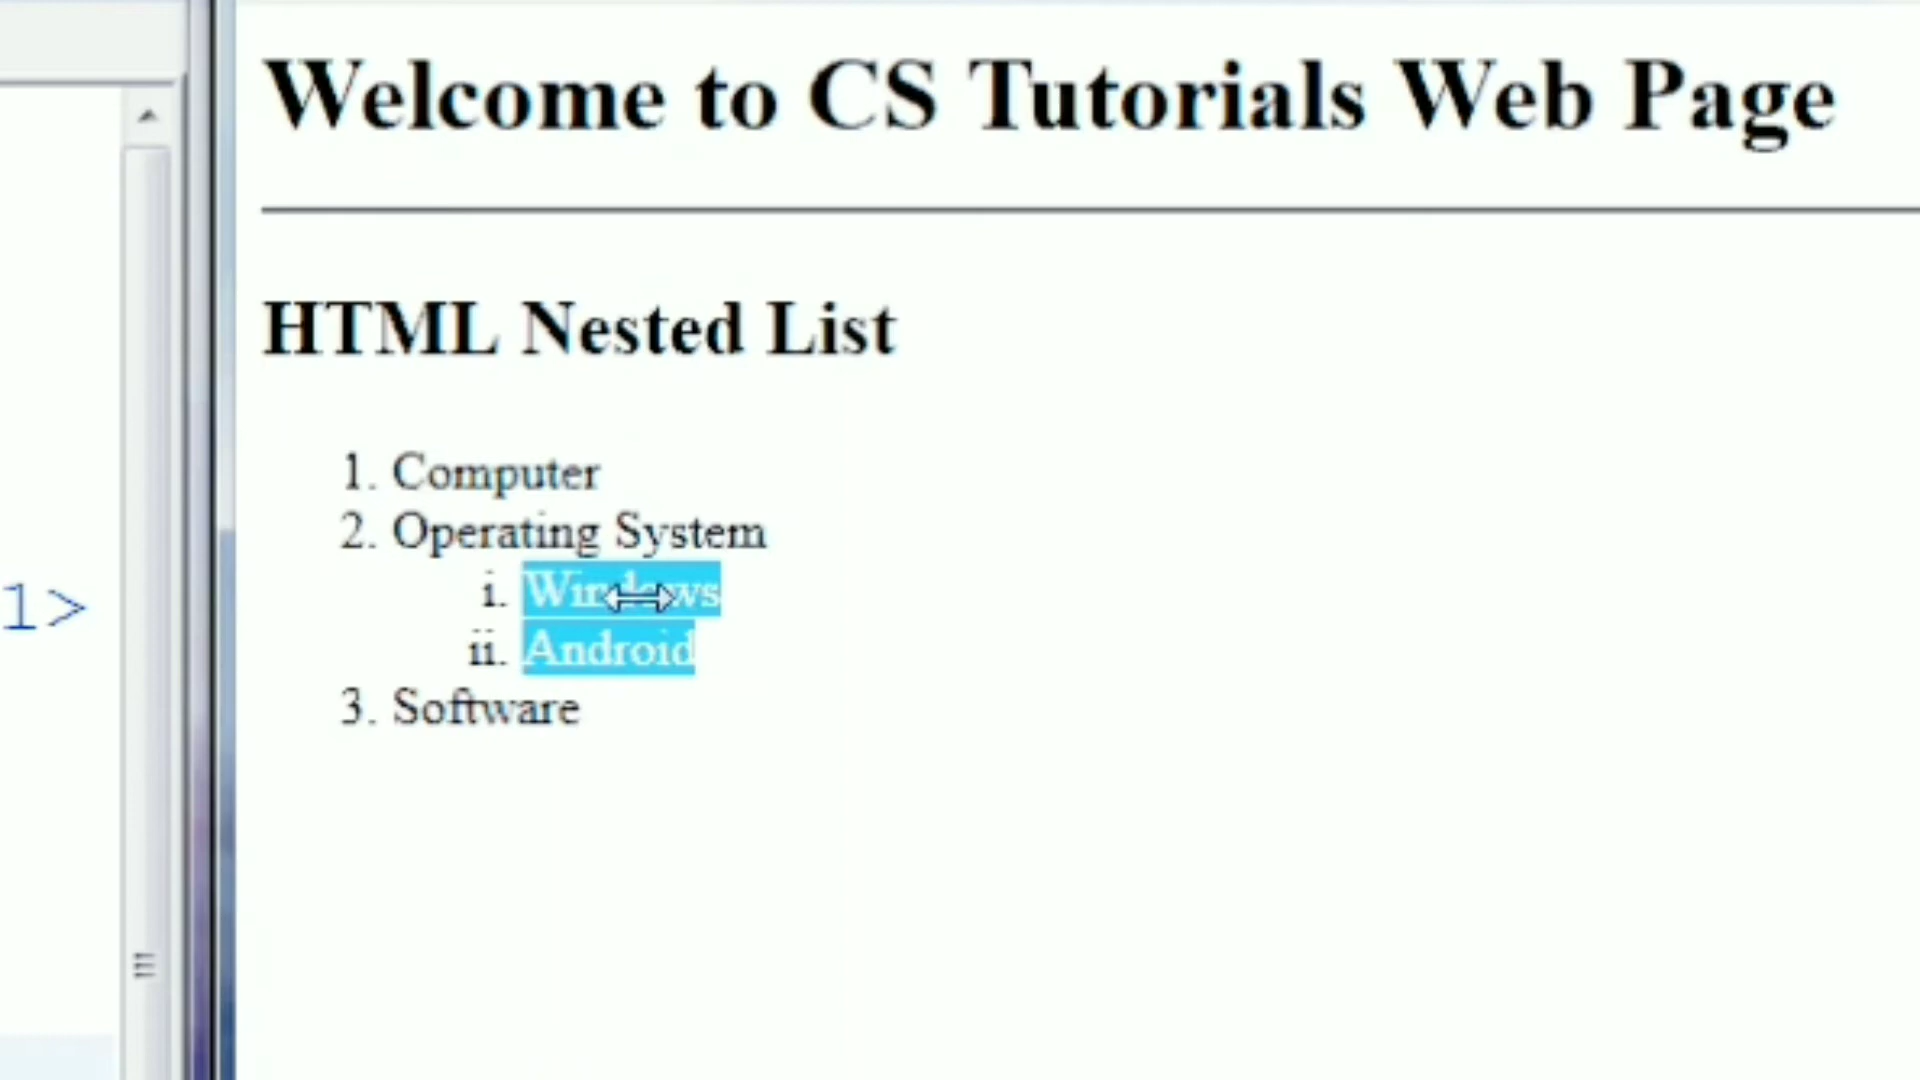 Welcome to CS Tutorials Web Page
HTML Nested List
1. Computer
2. Operating System
i. Windows
ii. Android
3. Software
1>